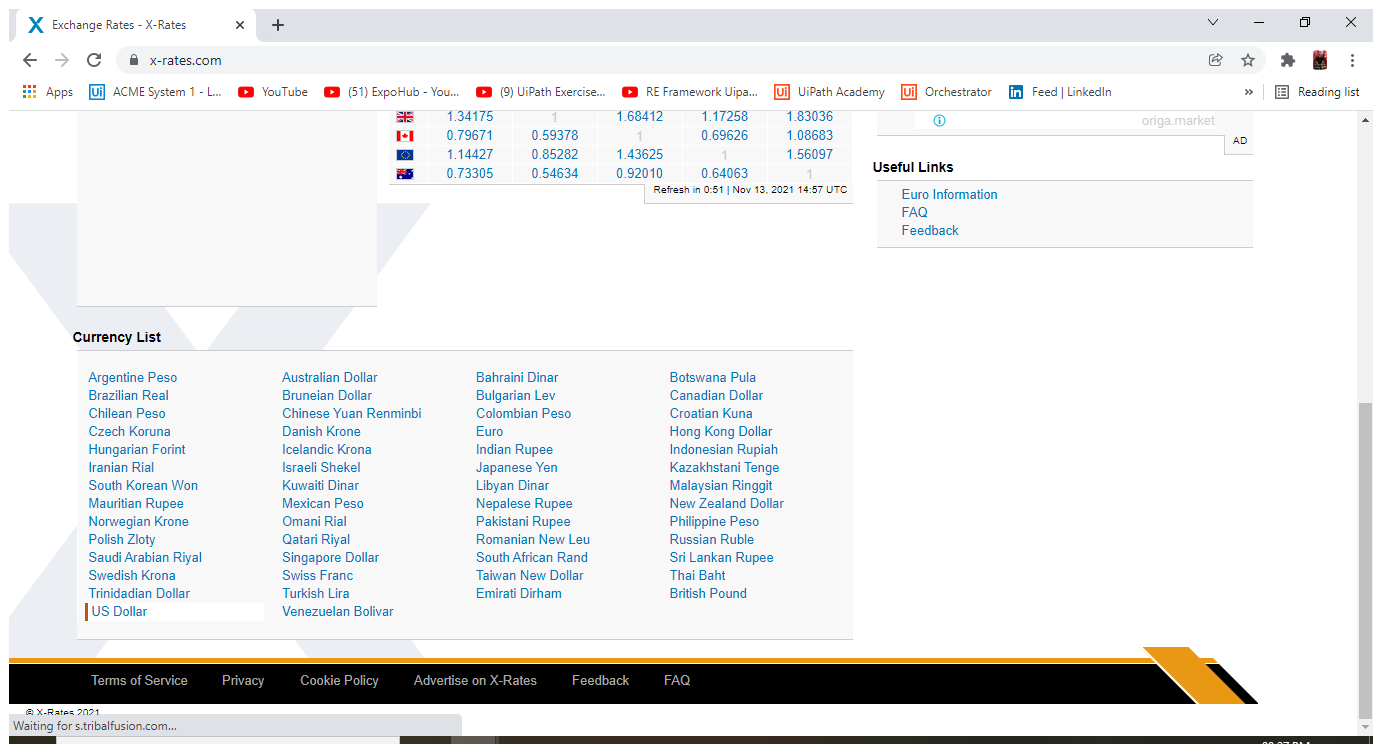 Exchange Rates - X-Rates
x-rates.com
Apps ACME System 1 - L... YouTube (51) ExpoHub - You... (9) UiPath Exercise... RE Framework Uipa... UiPath Academy Orchestrator Feed | LinkedIn » Reading list
1.34175 1 1.68412 1.17258 1.83036
0.79671 0.59378 1 0.69626 1.08683
1.14427 0.85282 1.43625 1 1.56097
0.73305 0.54634 0.92010 0.64063 1
Refresh in 0:51 | Nov 13, 2021 14:57 UTC
origa.market
AD
Useful Links
Euro Information
FAQ
Feedback
Currency List
Argentine Peso Australian Dollar Bahraini Dinar Botswana Pula
Brazilian Real Bruneian Dollar Bulgarian Lev Canadian Dollar
Chilean Peso Chinese Yuan Renminbi Colombian Peso Croatian Kuna
Czech Koruna Danish Krone Euro Hong Kong Dollar
Hungarian Forint Icelandic Krona Indian Rupee Indonesian Rupiah
Iranian Rial Israeli Shekel Japanese Yen Kazakhstani Tenge
South Korean Won Kuwaiti Dinar Libyan Dinar Malaysian Ringgit
Mauritian Rupee Mexican Peso Nepalese Rupee New Zealand Dollar
Norwegian Krone Omani Rial Pakistani Rupee Philippine Peso
Polish Zloty Qatari Riyal Romanian New Leu Russian Ruble
Saudi Arabian Riyal Singapore Dollar South African Rand Sri Lankan Rupee
Swedish Krona Swiss Franc Taiwan New Dollar Thai Baht
Trinidadian Dollar Turkish Lira Emirati Dirham British Pound
US Dollar Venezuelan Bolivar
Terms of Service Privacy Cookie Policy Advertise on X-Rates Feedback FAQ
© X-Rates 2021
Waiting for s.tribalfusion.com...